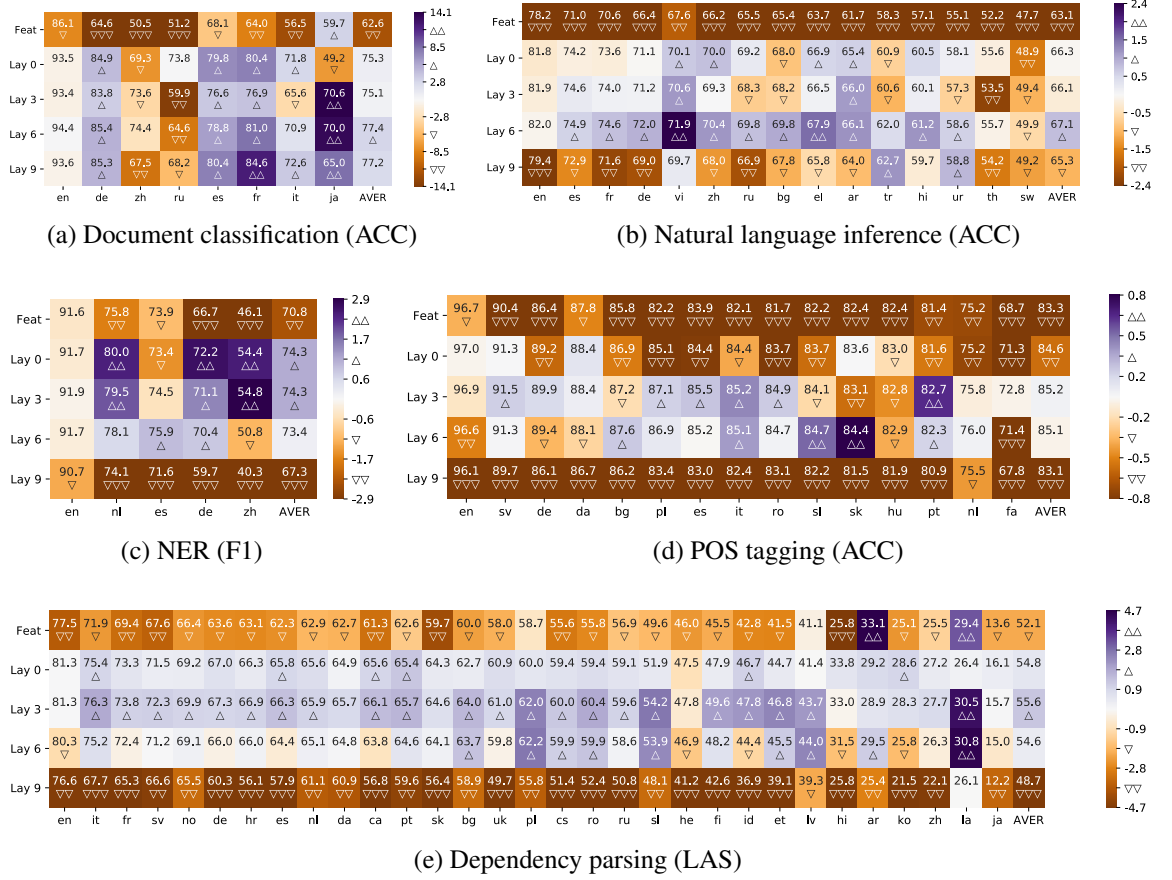 Feat 86.1 64.6 50.5 51.2 68.1 64.0 56.5 59.7 62.6
Lay 0 93.5 84.9 69.3 73.8 79.8 80.4 71.8 49.2 75.3
Lay 3 93.4 83.8 73.6 59.9 76.6 76.9 65.6 70.6 75.1
Lay 6 94.4 85.4 74.4 64.6 78.8 81.0 70.9 70.0 77.4
Lay 9 93.6 85.3 67.5 68.2 80.4 84.6 72.6 65.0 77.2
en de zh ru es fr it ja AVER
14.1
8.5
2.8
-2.8
-8.5
-14.1
(a) Document classification (ACC)
Feat 78.2 71.0 70.6 66.4 67.6 66.2 65.5 65.4 63.7 61.7 58.3 57.1 55.1 52.2 47.7 63.1
Lay 0 81.8 74.2 73.6 71.1 70.1 70.0 69.2 68.0 66.9 65.4 60.9 60.5 58.1 55.6 48.9 66.3
Lay 3 81.9 74.6 74.0 71.2 70.6 69.3 68.3 68.2 66.5 66.0 60.6 60.1 57.3 53.5 49.4 66.1
Lay 6 82.0 74.9 74.6 72.0 71.9 70.4 69.8 69.8 67.9 66.1 62.0 61.2 58.6 55.7 49.9 67.1
Lay 9 79.4 72.9 71.6 69.0 69.7 68.0 66.9 67.8 65.8 64.0 62.7 59.7 58.8 54.2 49.2 65.3
en es fr de vi zh ru bg el ar tr hi ur th sw AVER
2.4
1.5
0.5
-0.5
-1.5
-2.4
(b) Natural language inference (ACC)
Feat 91.6 75.8 73.9 66.7 46.1 70.8
Lay 0 91.7 80.0 73.4 72.2 54.4 74.3
Lay 3 91.9 79.5 74.5 71.1 54.8 74.3
Lay 6 91.7 78.1 75.9 70.4 50.8 73.4
Lay 9 90.7 74.1 71.6 59.7 40.3 67.3
en nl es de zh AVER
2.9
1.7
0.6
-0.6
-1.7
-2.9
(c) NER (F1)
Feat 96.7 90.4 86.4 87.8 85.8 82.2 83.9 82.1 81.7 82.2 82.4 82.4 81.4 75.2 68.7 83.3
Lay 0 97.0 91.3 89.2 88.4 86.9 85.1 84.4 84.4 83.7 83.7 83.6 83.0 81.6 75.2 71.3 84.6
Lay 3 96.9 91.5 89.9 88.4 87.2 87.1 85.5 85.2 84.9 84.1 83.1 82.8 82.7 75.8 72.8 85.2
Lay 6 96.6 91.3 89.4 88.1 87.6 86.9 85.2 85.1 84.7 84.7 84.4 82.9 82.3 76.0 71.4 85.1
Lay 9 96.1 89.7 86.1 86.7 86.2 83.4 83.0 82.4 83.1 82.2 81.5 81.9 80.9 75.5 67.8 83.1
en sv de da bg pl es it ro sl sk hu pt nl fa AVER
0.8
0.5
0.2
-0.2
-0.5
-0.8
(d) POS tagging (ACC)
Feat 77.5 71.9 69.4 67.6 66.4 63.6 63.1 62.3 62.9 62.7 61.3 62.6 59.7 60.0 58.0 58.7 55.6 55.8 56.9 49.6 46.0 45.5 42.8 41.5 41.1 25.8 33.1 25.1 25.5 29.4 13.6 52.1
Lay 0 81.3 75.4 73.3 71.5 69.2 67.0 66.3 65.8 65.6 64.9 65.6 65.4 64.3 62.7 60.9 60.0 59.4 59.4 59.1 51.9 47.5 47.9 46.7 44.7 41.4 33.8 29.2 28.6 27.2 26.4 16.1 54.8
Lay 3 81.3 76.3 73.8 72.3 69.9 67.3 66.9 66.3 65.9 65.7 66.1 65.7 64.6 64.0 61.0 62.0 60.0 60.4 59.6 54.2 47.8 49.6 47.8 46.8 43.7 33.0 28.9 28.3 27.7 30.5 15.7 55.6
Lay 6 80.3 75.2 72.4 71.2 69.1 66.0 66.0 64.4 65.1 64.8 63.8 64.6 64.1 63.7 59.8 62.2 59.9 59.9 58.6 53.9 46.9 48.2 44.4 45.5 44.0 31.5 29.5 25.8 26.3 30.8 15.0 54.6
Lay 9 76.6 67.7 65.3 66.6 65.5 60.3 56.1 57.9 61.1 60.9 56.8 59.6 56.4 58.9 49.7 55.8 51.4 52.4 50.8 48.1 41.2 42.6 36.9 39.1 39.3 25.8 25.4 21.5 22.1 26.1 12.2 48.7
en it fr sv no de hr es nl da ca pt sk bg uk pl cs ro ru sl he fi id et lv hi ar ko zh la ja AVER
4.7
2.8
0.9
-0.9
-2.8
-4.7
(e) Dependency parsing (LAS)